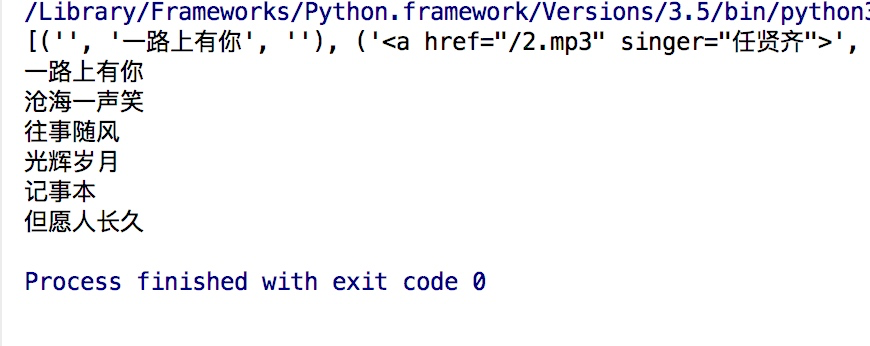 /Library/Frameworks/Python.framework/Versions/3.5/bin/python3
[('', '一路上有你', ''), ('<a href="/2.mp3" singer="任贤齐">',
一路上有你
沧海一声笑
往事随风
光辉岁月
记事本
但愿人长久
Process finished with exit code 0